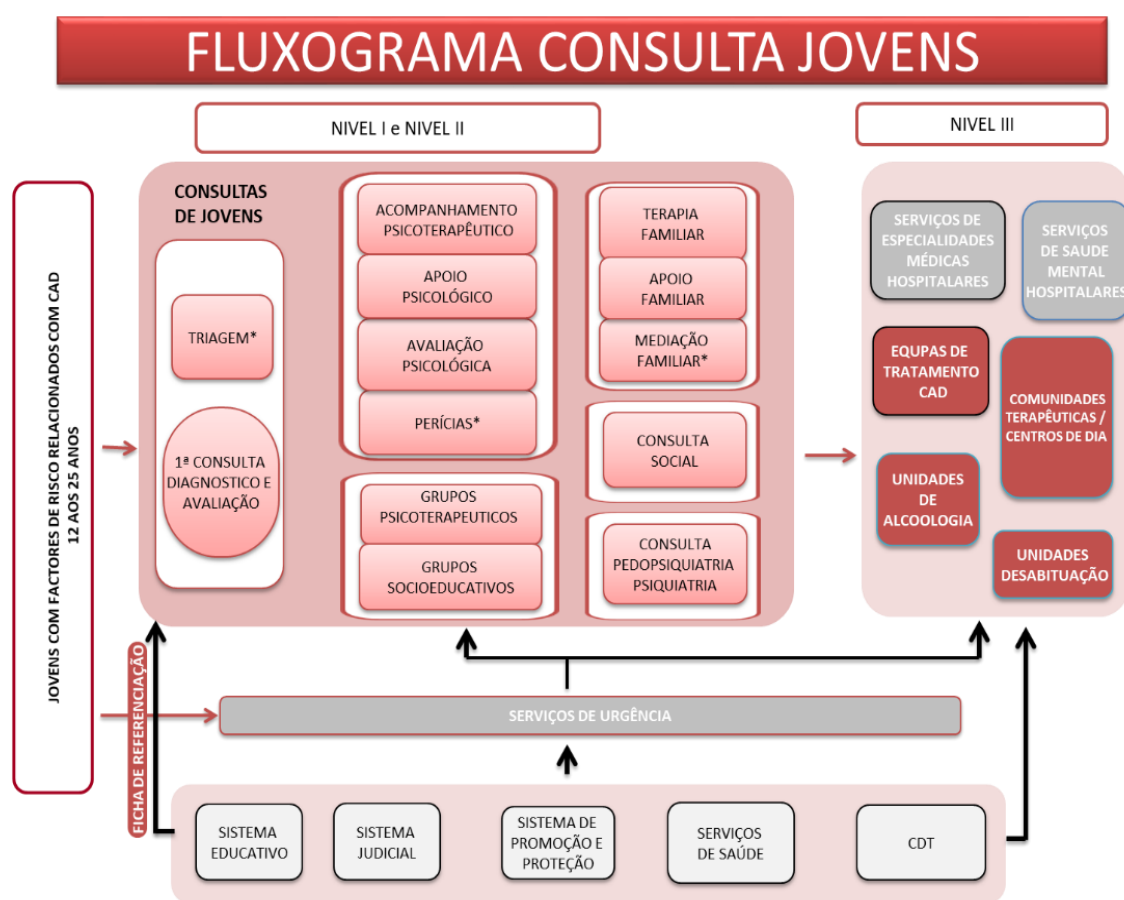 FLUXOGRAMA CONSULTA JOVENS
NIVEL I e NIVEL II
NIVEL III
JOVENS COM FACTORES DE RISCO RELACIONADOS COM CAD
12 AOS 25 ANOS
CONSULTAS
DE JOVENS
TRIAGEM*
1ª CONSULTA
DIAGNOSTICO E
AVALIAÇÃO
ACOMPANHAMENTO
PSICOTERAPÊUTICO
APOIO
PSICOLÓGICO
AVALIAÇÃO
PSICOLÓGICA
PERÍCIAS*
GRUPOS
PSICOTERAPEUTICOS
GRUPOS
SOCIOEDUCATIVOS
TERAPIA
FAMILIAR
APOIO
FAMILIAR
MEDIAÇÃO
FAMILIAR*
CONSULTA
SOCIAL
CONSULTA
PEDOPSIQUIATRIA
PSIQUIATRIA
SERVIÇOS DE
ESPECIALIDADES
MÉDICAS
HOSPITALARES
SERVIÇOS
DE SAUDE
MENTAL
HOSPITALARES
EQUPAS DE
TRATAMENTO
CAD
COMUNIDADES
TERAPÊUTICAS /
CENTROS DE DIA
UNIDADES
DE
ALCOOLOGIA
UNIDADES
DESABITUAÇÃO
FICHA DE REFERENCIAÇÃO
SERVIÇOS DE URGÊNCIA
SISTEMA
EDUCATIVO
SISTEMA
JUDICIAL
SISTEMA DE
PROMOÇÃO E
PROTEÇÃO
SERVIÇOS
DE SAÚDE
CDT